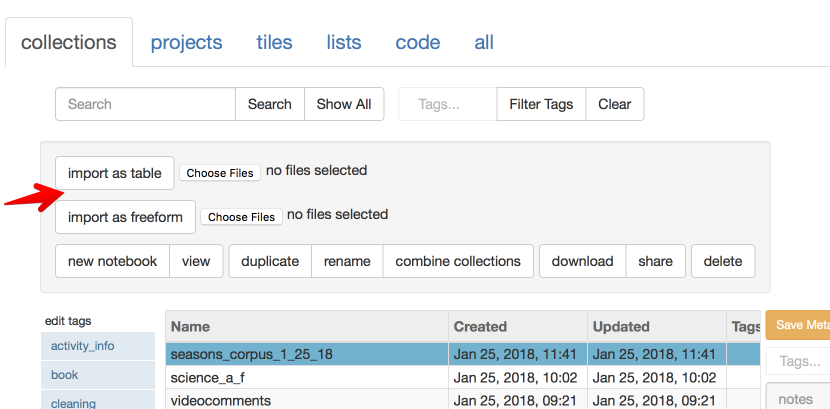 collections projects tiles lists code all
Search Search Show All Tags... Filter Tags Clear
import as table Choose Files no files selected
import as freeform Choose Files no files selected
new notebook view duplicate rename combine collections download share delete
edit tags Name Created Updated Tags Save Meta
activity_info seasons_corpus_1_25_18 Jan 25, 2018, 11:41 Jan 25, 2018, 11:41 Tags...
book science_a_f Jan 25, 2018, 10:02 Jan 25, 2018, 10:02
cleaning videocomments Jan 25, 2018, 09:21 Jan 25, 2018, 09:21 notes